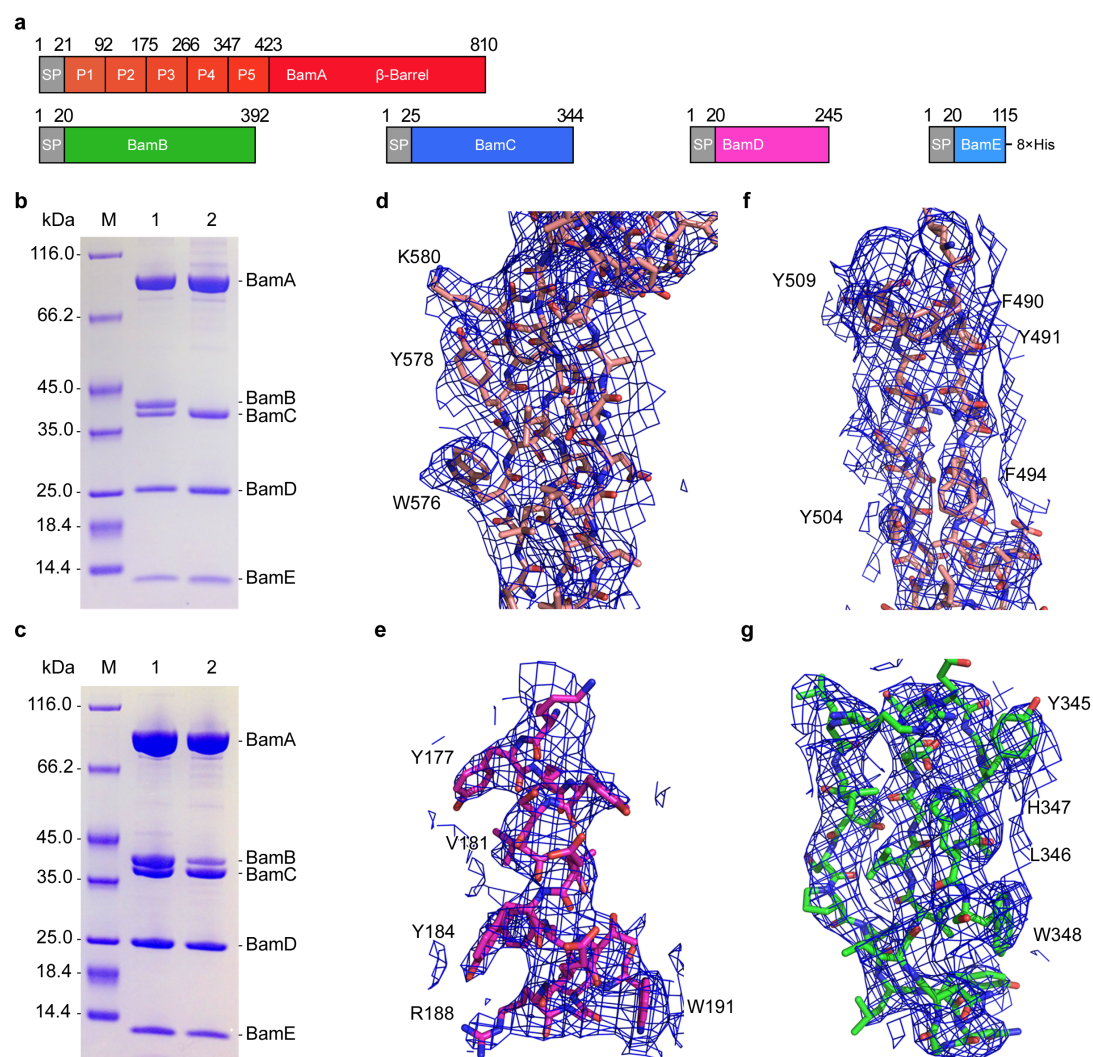 a
1 21 92 175 266 347 423 810
SP P1 P2 P3 P4 P5 BamA β-Barrel
1 20 392 1 25 344 1 20 245 1 20 115
SP BamB SP BamC SP BamD SP BamE 8×His
b
kDa M 1 2
116.0
BamA
66.2
45.0
BamB
BamC
35.0
25.0
BamD
18.4
14.4
BamE
c
kDa M 1 2
116.0
BamA
66.2
45.0
BamB
BamC
35.0
25.0
BamD
18.4
14.4
BamE
d
K580
Y578
W576
e
Y177
V181
Y184
R188
W191
f
Y509
F490
Y491
F494
Y504
g
Y345
H347
L346
W348